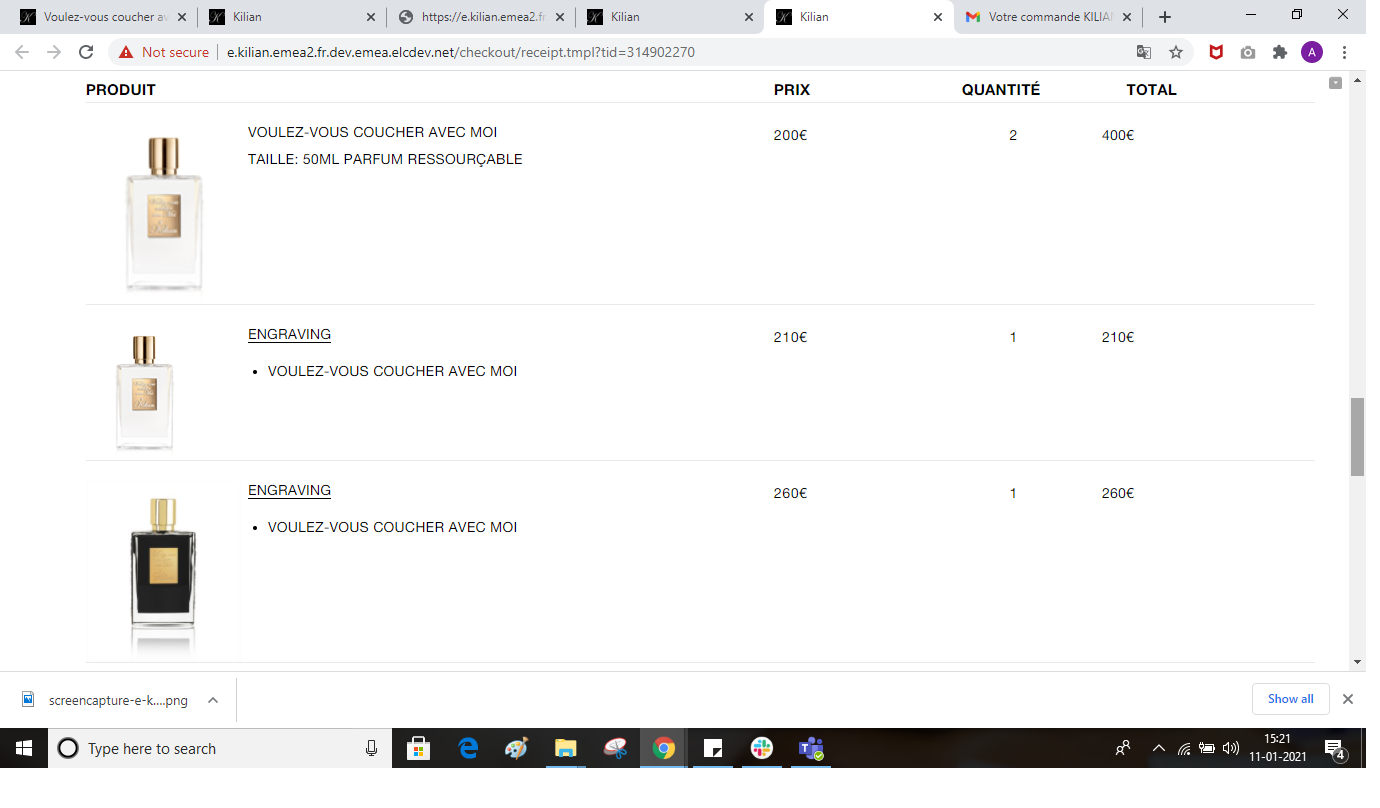 Voulez-vous coucher av
Kilian
https://e.kilian.emea2.fr
Kilian
Kilian
Votre commande KILIAN
Not secure
e.kilian.emea2.fr.dev.emea.elcdev.net/checkout/receipt.tmpl?tid=314902270
A
PRODUIT PRIX QUANTITÉ TOTAL
VOULEZ-VOUS COUCHER AVEC MOI 200€ 2 400€
TAILLE: 50ML PARFUM RESSOURÇABLE
ENGRAVING 210€ 1 210€
• VOULEZ-VOUS COUCHER AVEC MOI
ENGRAVING 260€ 1 260€
• VOULEZ-VOUS COUCHER AVEC MOI
screencapture-e-k....png
Show all
Type here to search
15:21
11-01-2021
4